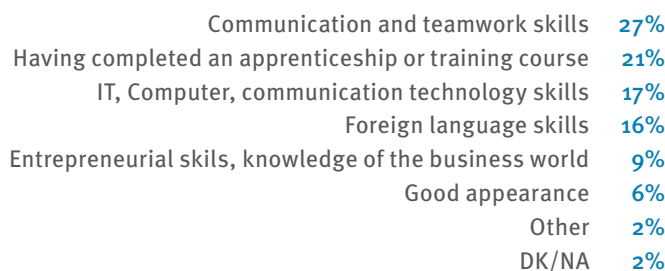 Communication and teamwork skills 27%
Having completed an apprenticeship or training course 21%
IT, Computer, communication technology skills 17%
Foreign language skills 16%
Entrepreneurial skils, knowledge of the business world 9%
Good appearance 6%
Other 2%
DK/NA 2%